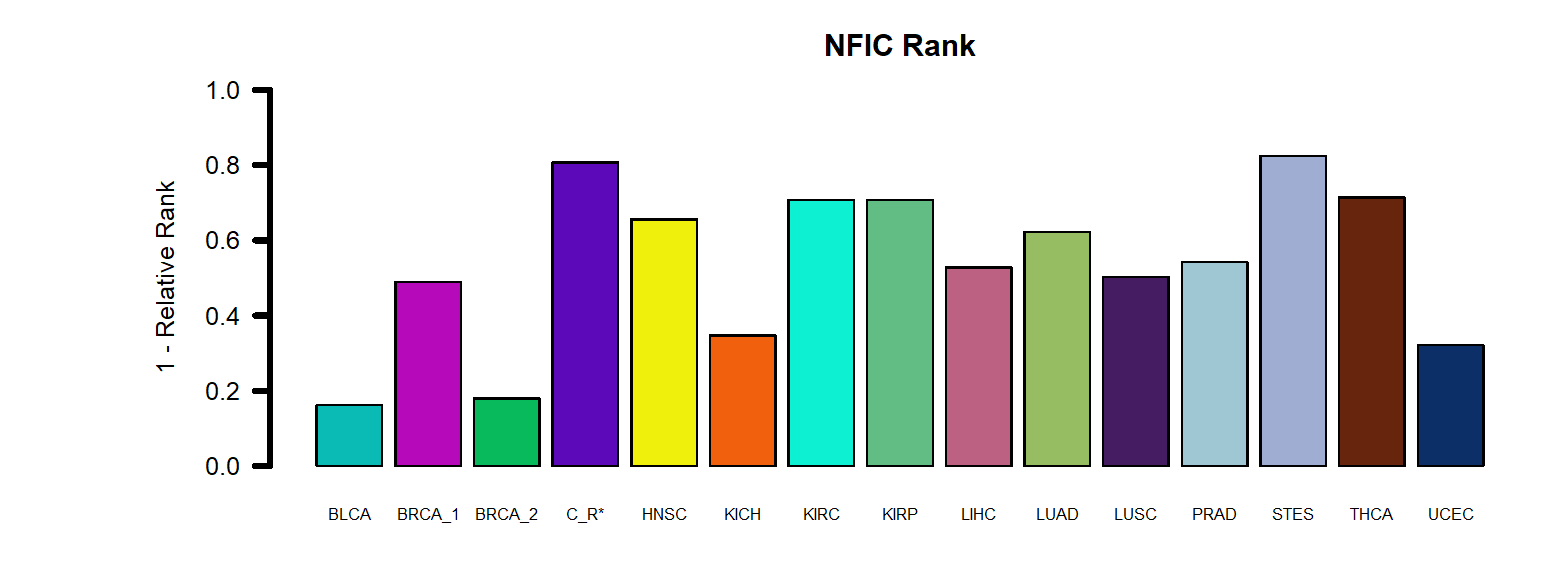 NFIC Rank
1.0
0.8
0.6
0.4
0.2
0.0
1 - Relative Rank
BLCA BRCA_1 BRCA_2 C_R* HNSC KICH KIRC KIRP LIHC LUAD LUSC PRAD STES THCA UCEC